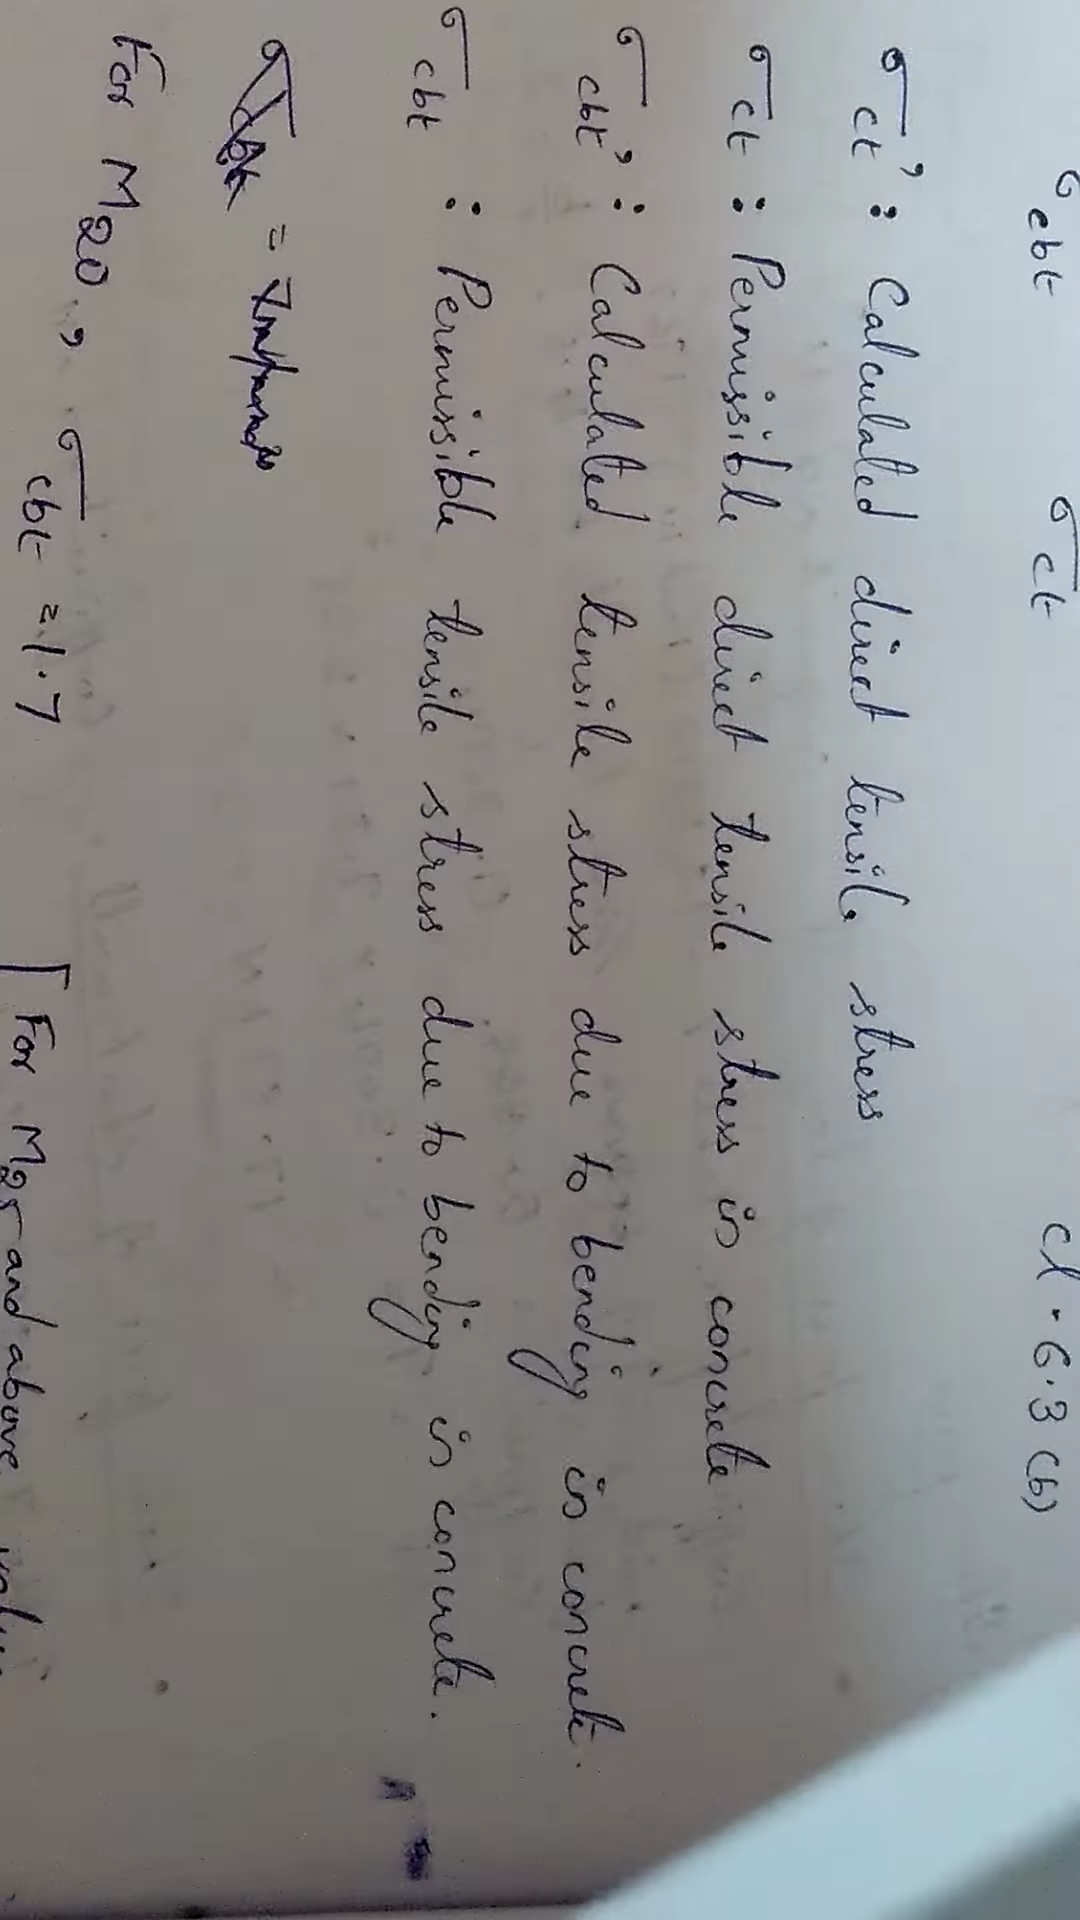 σcbt σct cl. 6.3 (b)
σct' : Calculated direct tensile stress
σct : Permissible direct tensile stress in concrete
σcbt' : Calculated tensile stress due to bending in concrete.
σcbt : Permissible tensile stress due to bending in concrete.
σcbt =
For M20, σcbt = 1.7 [For M25 and above